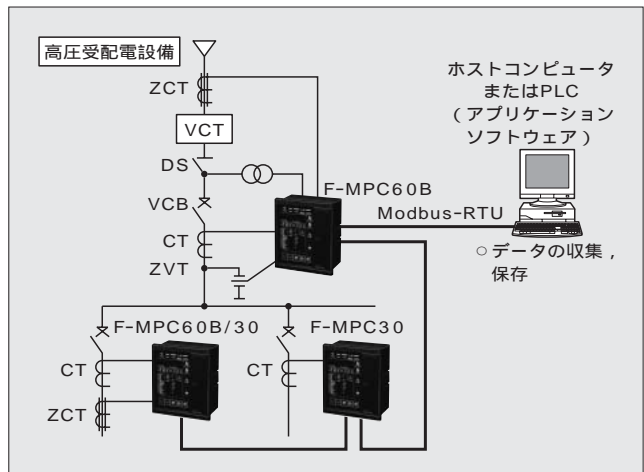 高圧受配電設備
ZCT
VCT
DS
VCB
CT
ZVT
F-MPC60B
Modbus-RTU
ホストコンピュータ
またはPLC
(アプリケーション
ソフトウェア)
○データの収集,
保存
F-MPC60B/30
F-MPC30
CT
CT
ZCT